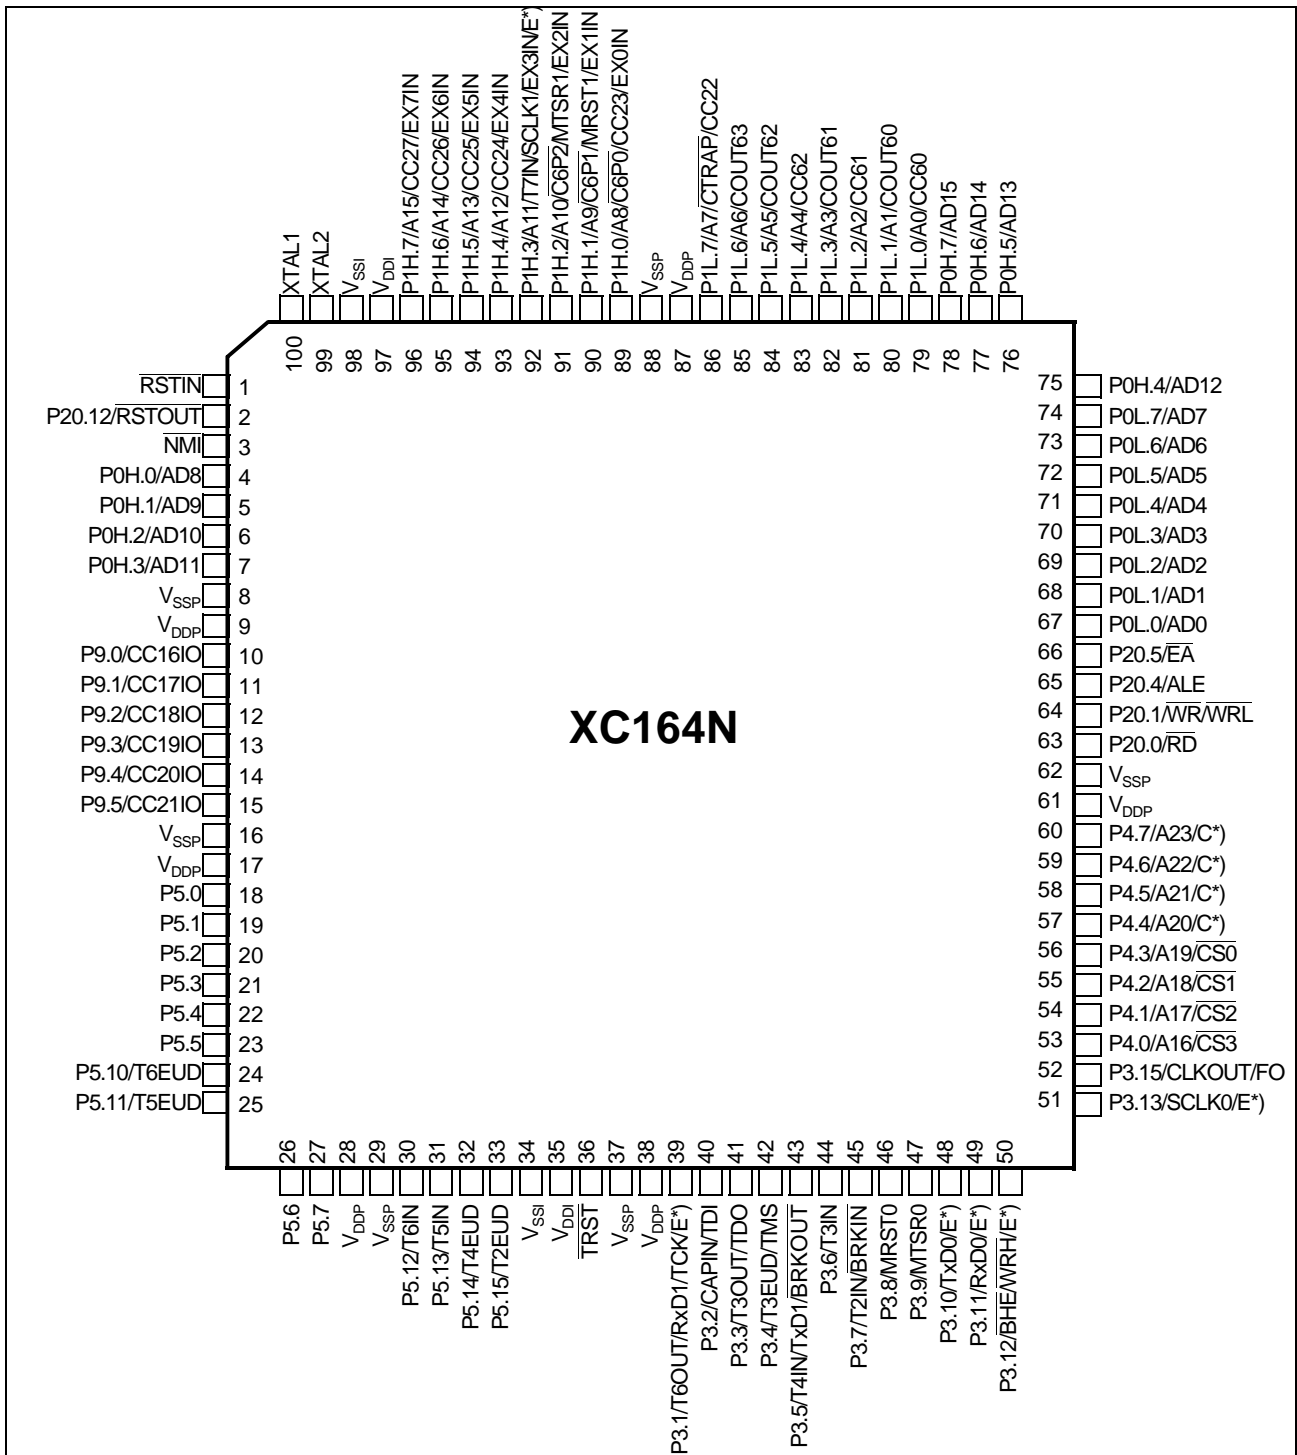 XTAL1
XTAL2
VSSI
VDDI
P1H.7/A15/CC27/EX7IN
P1H.6/A14/CC26/EX6IN
P1H.5/A13/CC25/EX5IN
P1H.4/A12/CC24/EX4IN
P1H.3/A11/T7IN/SCLK1/EX3IN/E*)
P1H.2/A10/C6P2/MTSR1/EX2IN
P1H.1/A9/C6P1/MRST1/EX1IN
P1H.0/A8/C6P0/CC23/EX0IN
VSSP
VDDP
P1L.7/A7/CTRAP/CC22
P1L.6/A6/COUT63
P1L.5/A5/COUT62
P1L.4/A4/CC62
P1L.3/A3/COUT61
P1L.2/A2/CC61
P1L.1/A1/COUT60
P1L.0/A0/CC60
P0H.7/AD15
P0H.6/AD14
P0H.5/AD13
100
99
98
97
96
95
94
93
92
91
90
89
88
87
86
85
84
83
82
81
80
79
78
77
76
RSTIN 1
P20.12/RSTOUT 2
NMI 3
P0H.0/AD8 4
P0H.1/AD9 5
P0H.2/AD10 6
P0H.3/AD11 7
VSSP 8
VDDP 9
P9.0/CC16IO 10
P9.1/CC17IO 11
P9.2/CC18IO 12
P9.3/CC19IO 13
P9.4/CC20IO 14
P9.5/CC21IO 15
VSSP 16
VDDP 17
P5.0 18
P5.1 19
P5.2 20
P5.3 21
P5.4 22
P5.5 23
P5.10/T6EUD 24
P5.11/T5EUD 25
XC164N
75 P0H.4/AD12
74 P0L.7/AD7
73 P0L.6/AD6
72 P0L.5/AD5
71 P0L.4/AD4
70 P0L.3/AD3
69 P0L.2/AD2
68 P0L.1/AD1
67 P0L.0/AD0
66 P20.5/EA
65 P20.4/ALE
64 P20.1/WR/WRL
63 P20.0/RD
62 VSSP
61 VDDP
60 P4.7/A23/C*)
59 P4.6/A22/C*)
58 P4.5/A21/C*)
57 P4.4/A20/C*)
56 P4.3/A19/CS0
55 P4.2/A18/CS1
54 P4.1/A17/CS2
53 P4.0/A16/CS3
52 P3.15/CLKOUT/FO
51 P3.13/SCLK0/E*)
26
27
28
29
30
31
32
33
34
35
36
37
38
39
40
41
42
43
44
45
46
47
48
49
50
P5.6
P5.7
VDDP
VSSP
P5.12/T6IN
P5.13/T5IN
P5.14/T4EUD
P5.15/T2EUD
VSSI
VDDI
TRST
VSSP
VDDP
P3.1/T6OUT/RxD1/TCK/E*)
P3.2/CAPIN/TDI
P3.3/T3OUT/TDO
P3.4/T3EUD/TMS
P3.5/T4IN/TxD1/BRKOUT
P3.6/T3IN
P3.7/T2IN/BRKIN
P3.8/MRST0
P3.9/MTSR0
P3.10/TxD0/E*)
P3.11/RxD0/E*)
P3.12/BHE/WRH/E*)